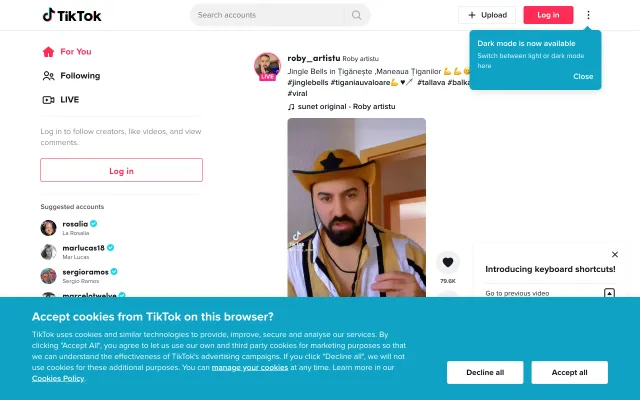 TikTok
Search accounts
Upload
Log in
Dark mode is now available
Switch between light or dark mode
here
Close
For You
Following
LIVE
Log in to follow creators, like videos, and view
comments.
Log in
Suggested accounts
rosalia
La Rosalia
marlucas18
Mar Lucas
sergioramos
Sergio Ramos
marcelotwelve
LIVE
roby_artistu Roby artistu
Jingle Bells in Țigănește ,Maneaua Țiganilor 💪💪
#jinglebells #tiganiauvaloare💪♥️🪄 #tallava #balka
#viral
♫ sunet original - Roby artistu
79.6K
Introducing keyboard shortcuts!
Go to previous video
Accept cookies from TikTok on this browser?
TikTok uses cookies and similar technologies to provide, improve, secure and analyse our services. By
clicking "Accept All", you agree to let us use our own and third party cookies for marketing purposes so that
we can understand the effectiveness of TikTok's advertising campaigns. If you click "Decline all", we will not
use cookies for these additional purposes. You can manage your cookies at any time. Learn more in our
Cookies Policy.
Decline all
Accept all